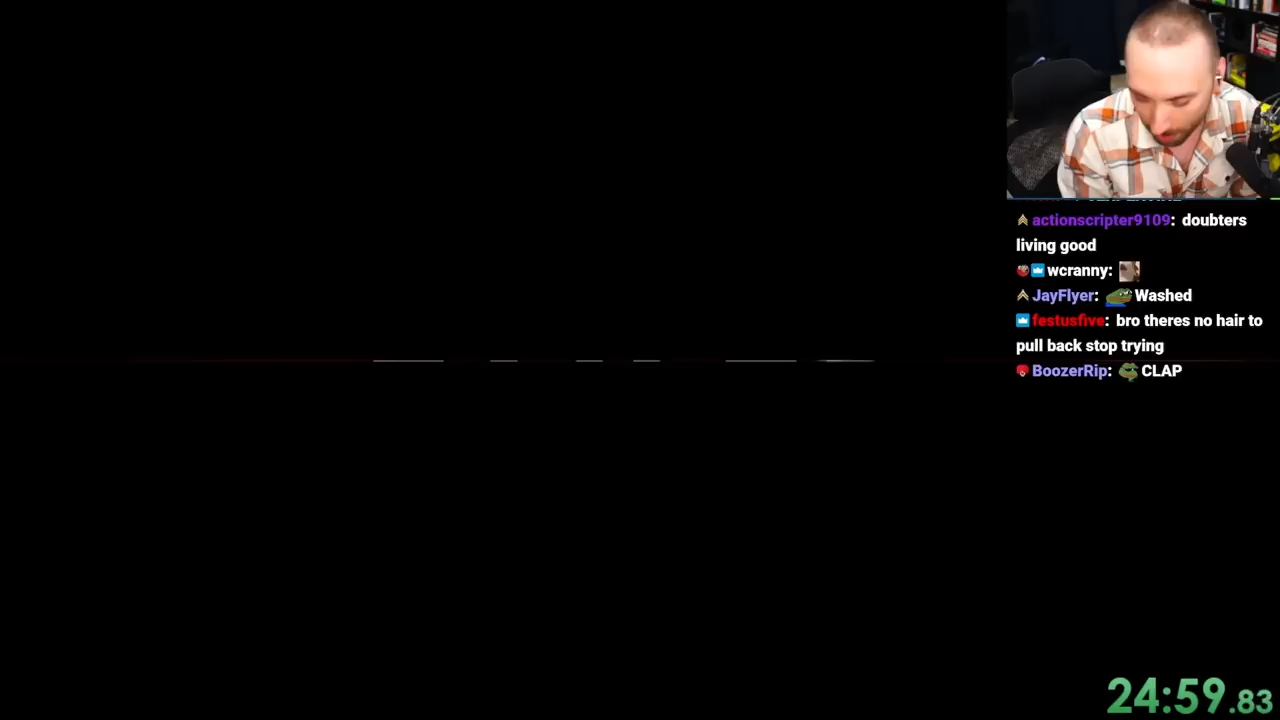 actionscripter9109: doubters
living good
wcranny:
JayFlyer: Washed
festusfive: bro theres no hair to
pull back stop trying
BoozerRip: CLAP
24:59.83